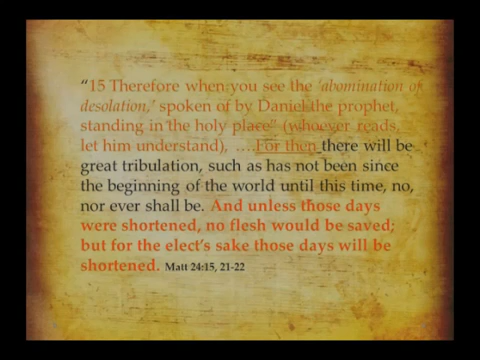 “15 Therefore when you see the ‘abomination of
desolation,’ spoken of by Daniel the prophet,
standing in the holy place” (whoever reads,
let him understand), ….For then there will be
great tribulation, such as has not been since
the beginning of the world until this time, no,
nor ever shall be. And unless those days
were shortened, no flesh would be saved;
but for the elect’s sake those days will be
shortened. Matt 24:15, 21-22